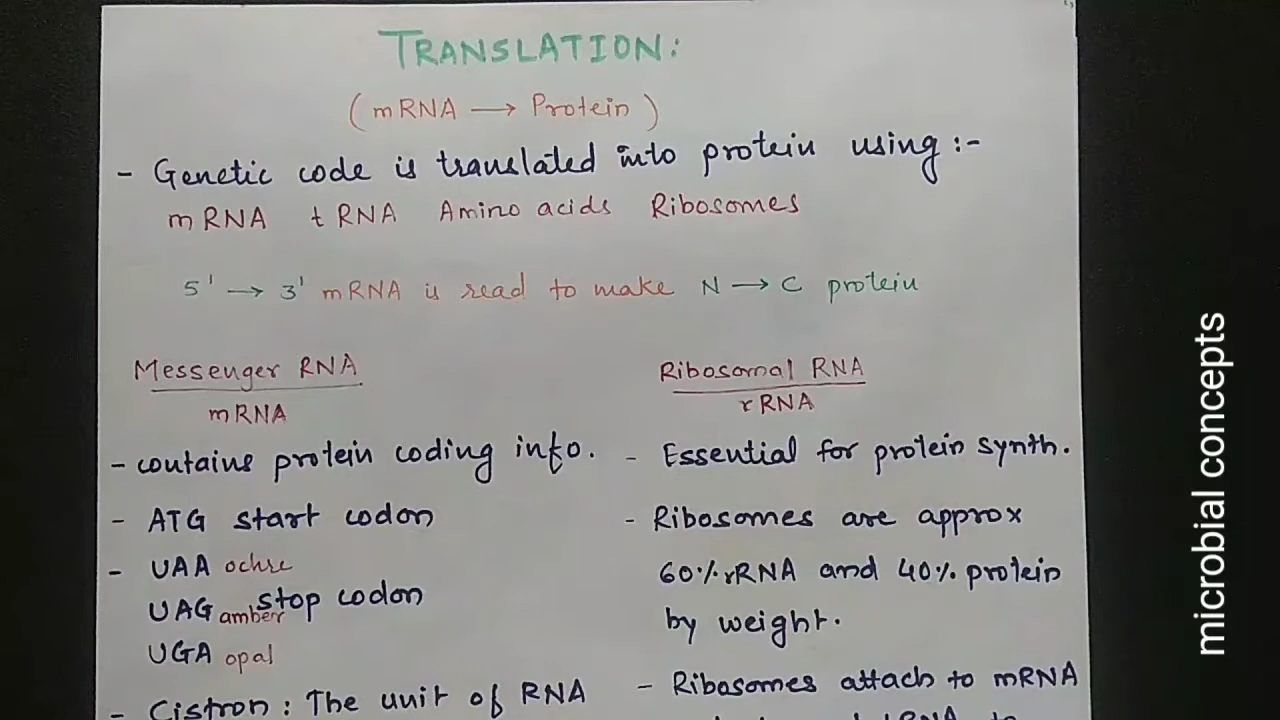 TRANSLATION:
(mRNA → Protein)
- Genetic code is translated into protein using :-
mRNA tRNA Amino acids Ribosomes
5' → 3' mRNA is read to make N → C protein
Messenger RNA
mRNA
- contains protein coding info.
- ATG start codon
- UAA ochre
UAG amber stop codon
UGA opal
- Cistron : The unit of RNA
Ribosomal RNA
rRNA
- Essential for protein synth.
- Ribosomes are approx
60% rRNA and 40% protein
by weight.
- Ribosomes attach to mRNA
microbial concepts